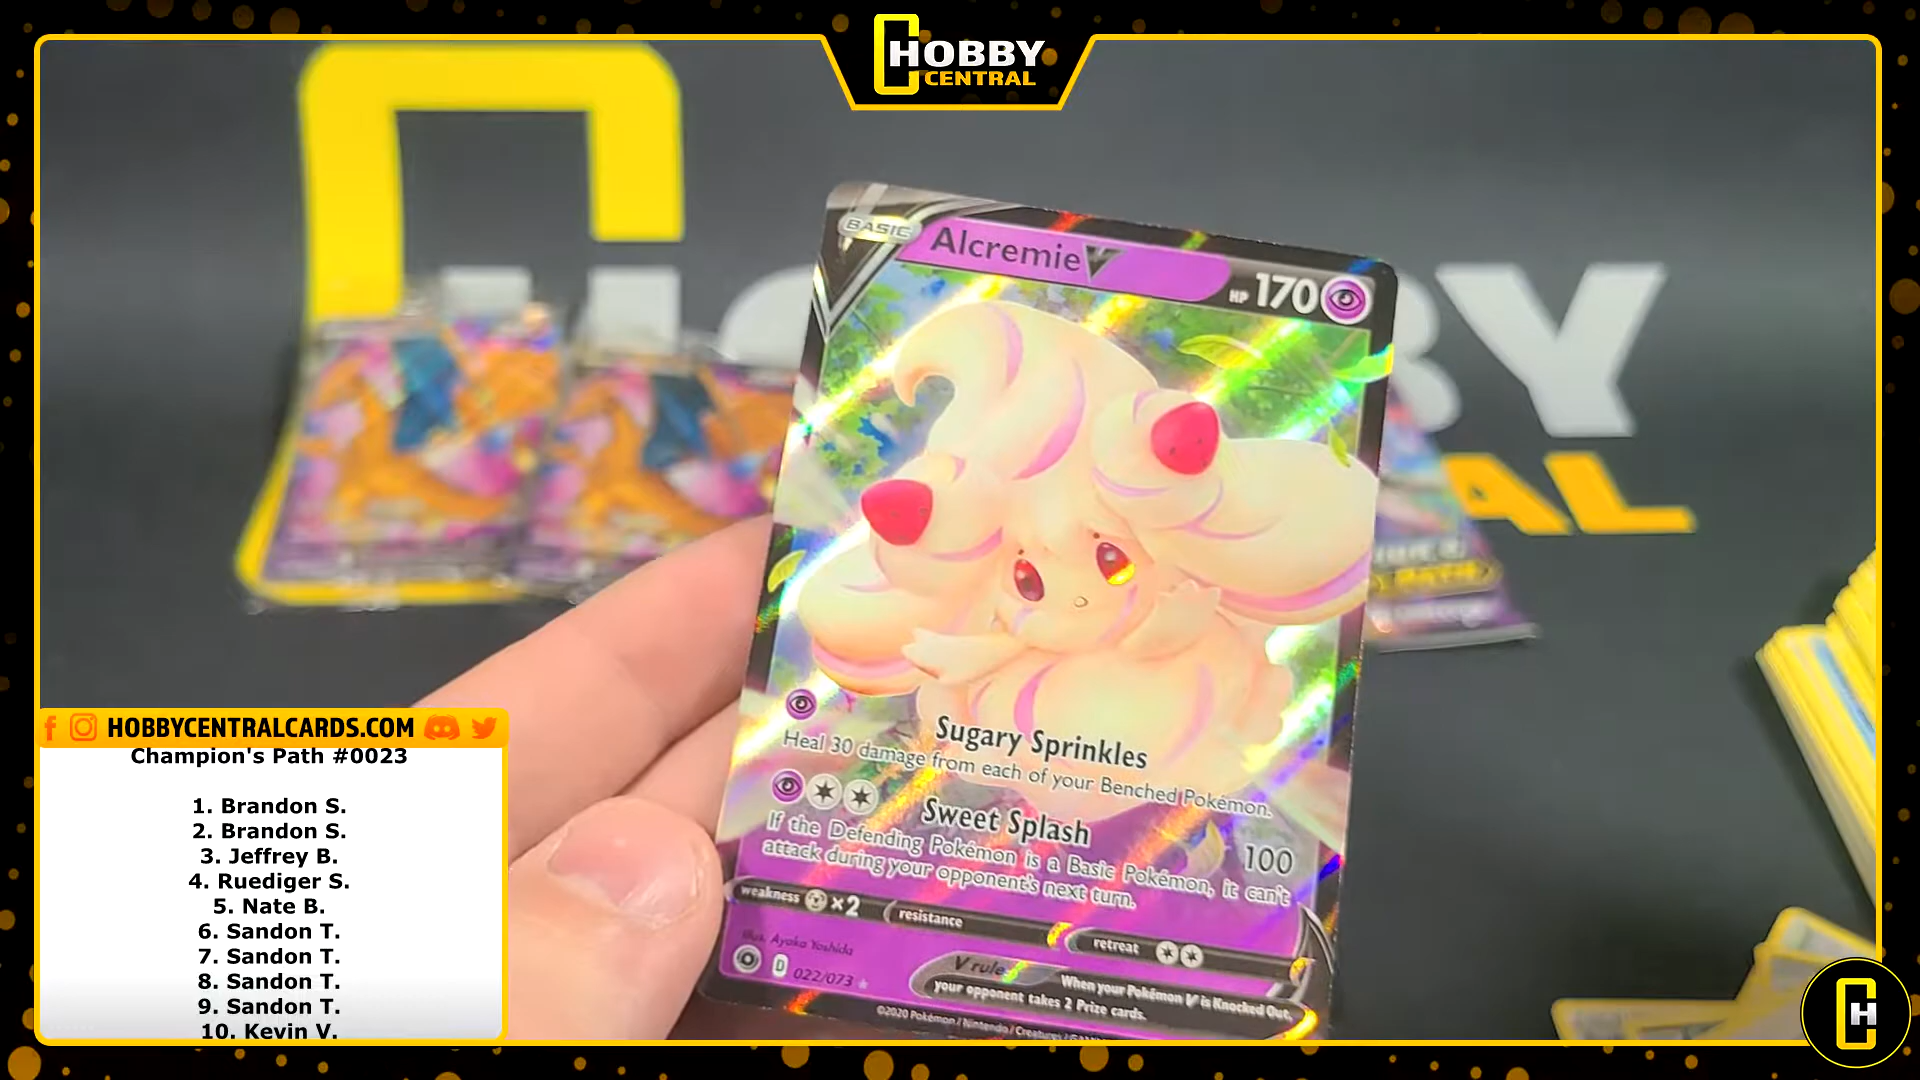 HOBBY
CENTRAL
BASIC
Alcremie V
HP 170
Sugary Sprinkles
Heal 30 damage from each of your Benched Pokémon.
Sweet Splash
100
If the Defending Pokémon is a Basic Pokémon, it can't
attack during your opponent's next turn.
weakness ×2
resistance
retreat
Illus. Ayaka Yoshida
D 022/073
V rule
When your Pokémon V is Knocked Out,
your opponent takes 2 Prize cards.
©2020 Pokémon / Nintendo / Creatures /
BY
AL
HOBBYCENTRALCARDS.COM
Champion's Path #0023
1. Brandon S.
2. Brandon S.
3. Jeffrey B.
4. Ruediger S.
5. Nate B.
6. Sandon T.
7. Sandon T.
8. Sandon T.
9. Sandon T.
10. Kevin V.
CH